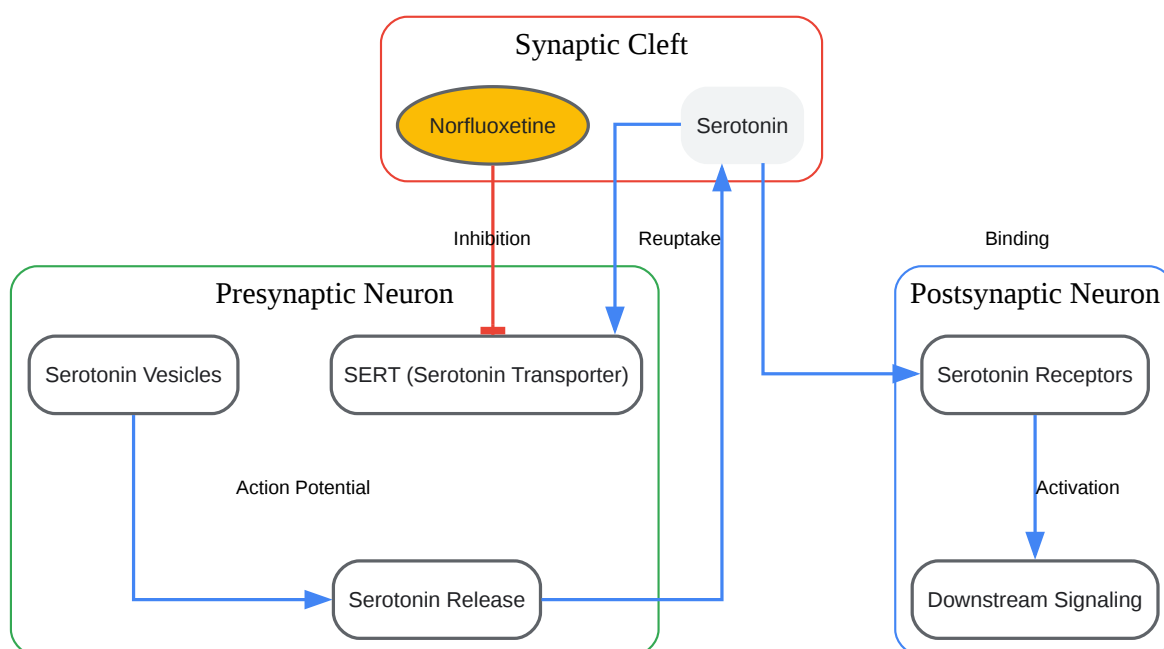 Synaptic Cleft
Norfluoxetine
Serotonin
Inhibition
Reuptake
Binding
Presynaptic Neuron
Postsynaptic Neuron
Serotonin Vesicles
SERT (Serotonin Transporter)
Serotonin Receptors
Action Potential
Activation
Serotonin Release
Downstream Signaling